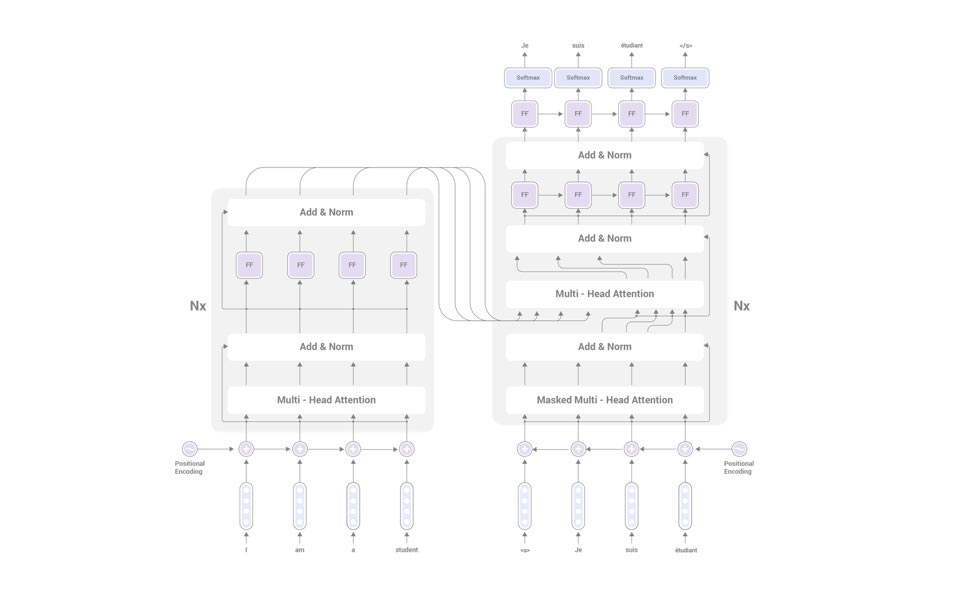 Je suis étudiant </s>
Softmax Softmax Softmax Softmax
FF FF FF FF
Add & Norm
FF FF FF FF
Add & Norm
Multi - Head Attention
Add & Norm
Masked Multi - Head Attention
Nx
Add & Norm
FF FF FF FF
Nx
Add & Norm
Multi - Head Attention
Positional
Encoding
Positional
Encoding
I am a student
<s> Je suis étudiant